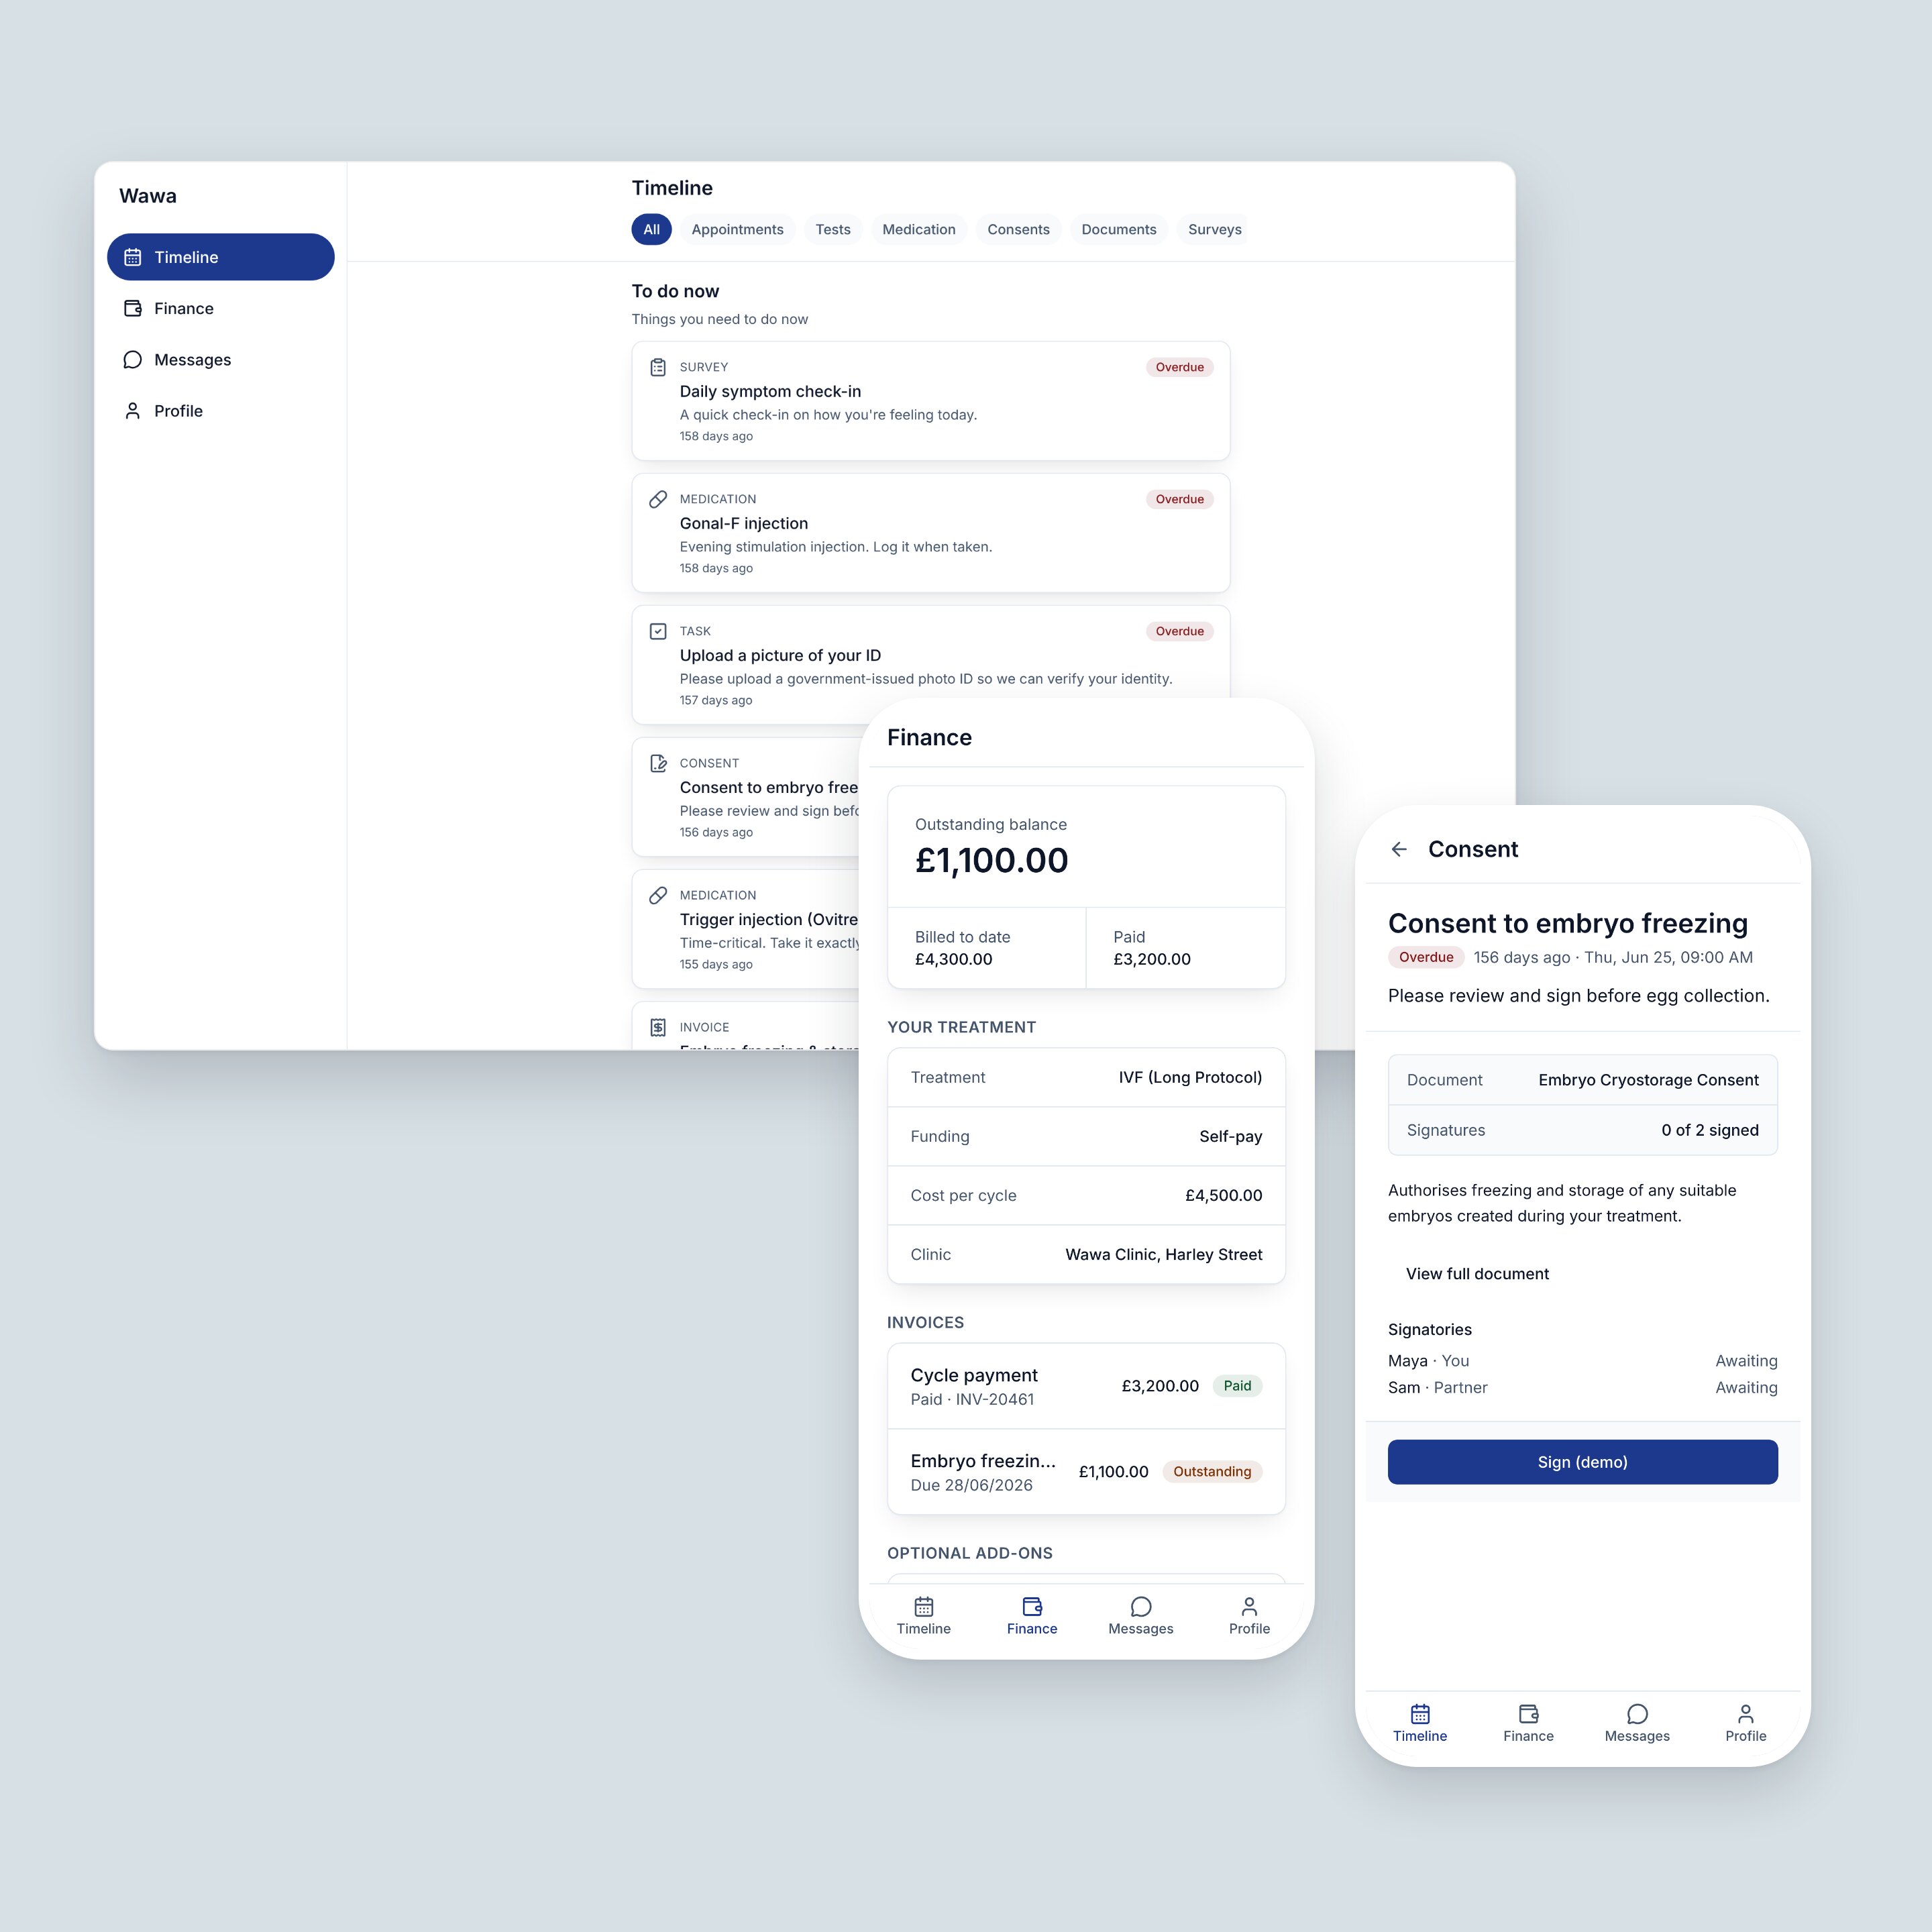 Wawa
Timeline
Finance
Messages
Profile
Timeline
All
Appointments
Tests
Medication
Consents
Documents
Surveys
To do now
Things you need to do now
SURVEY
Overdue
Daily symptom check-in
A quick check-in on how you're feeling today.
158 days ago
MEDICATION
Overdue
Gonal-F injection
Evening stimulation injection. Log it when taken.
158 days ago
TASK
Overdue
Upload a picture of your ID
Please upload a government-issued photo ID so we can verify your identity.
157 days ago
CONSENT
Consent to embryo free
Please review and sign befo
156 days ago
MEDICATION
Trigger injection (Ovitre
Time-critical. Take it exactly
155 days ago
INVOICE
Finance
Outstanding balance
£1,100.00
Billed to date
£4,300.00
Paid
£3,200.00
YOUR TREATMENT
Treatment IVF (Long Protocol)
Funding Self-pay
Cost per cycle £4,500.00
Clinic Wawa Clinic, Harley Street
INVOICES
Cycle payment
Paid · INV-20461
£3,200.00 Paid
Embryo freezin...
Due 28/06/2026
£1,100.00 Outstanding
OPTIONAL ADD-ONS
Timeline
Finance
Messages
Profile
Consent
Consent to embryo freezing
Overdue 156 days ago · Thu, Jun 25, 09:00 AM
Please review and sign before egg collection.
Document Embryo Cryostorage Consent
Signatures 0 of 2 signed
Authorises freezing and storage of any suitable
embryos created during your treatment.
View full document
Signatories
Maya · You Awaiting
Sam · Partner Awaiting
Sign (demo)
Timeline
Finance
Messages
Profile